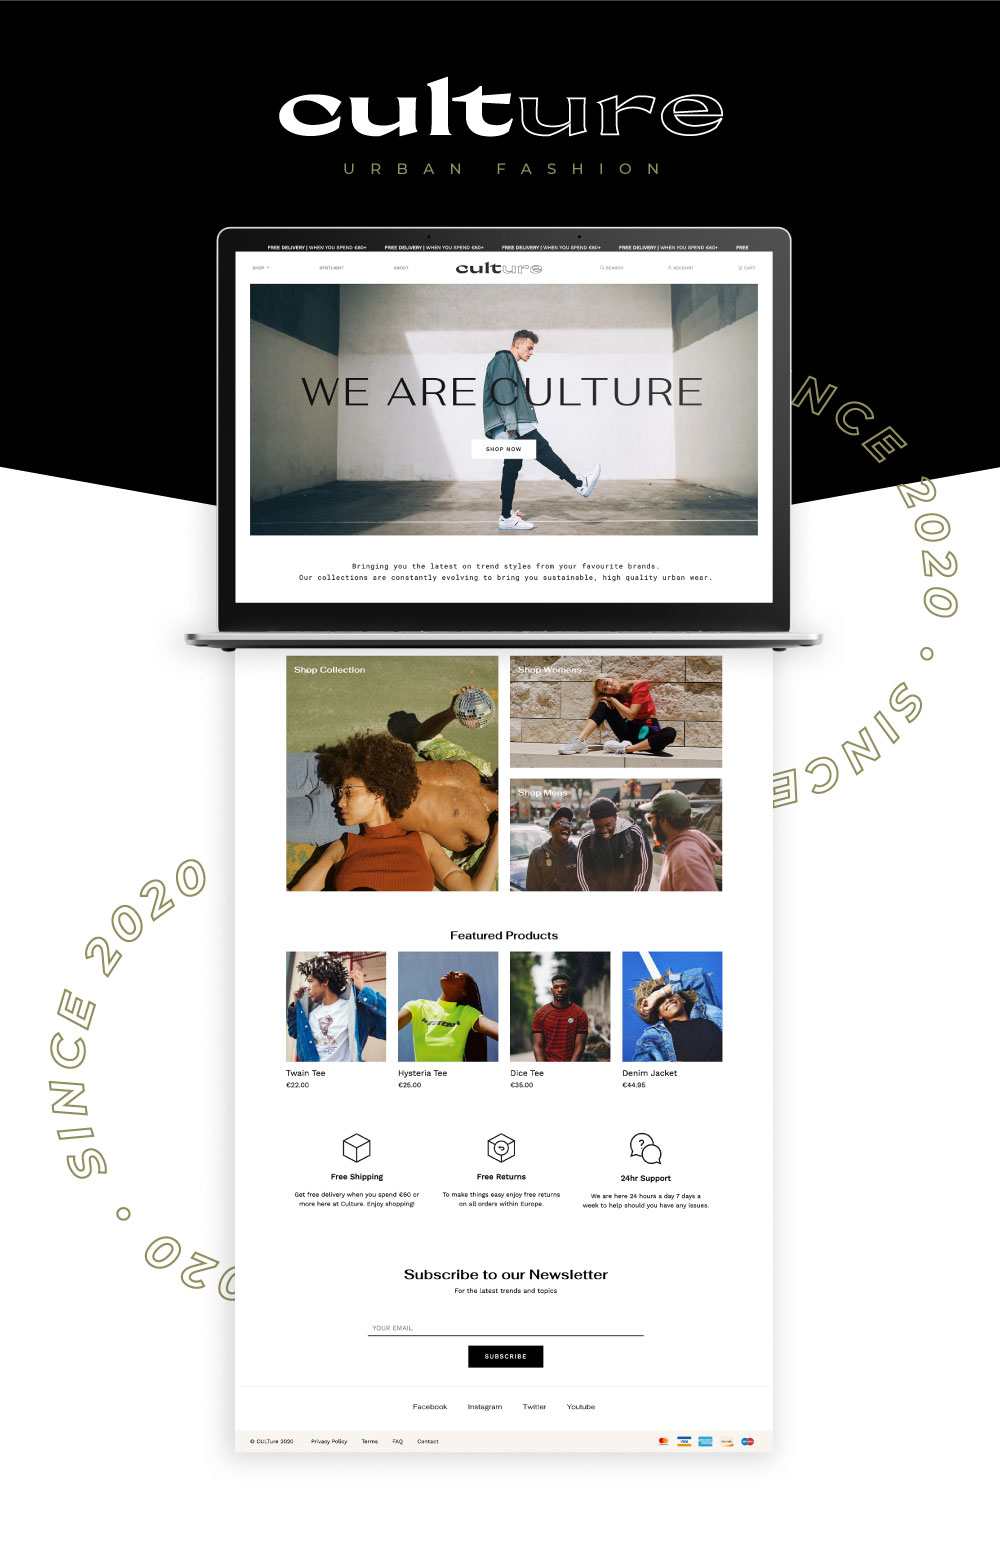 culture
URBAN FASHION
FREE DELIVERY | WHEN YOU SPEND €60+ FREE DELIVERY | WHEN YOU SPEND €60+ FREE DELIVERY | WHEN YOU SPEND €60+ FREE DELIVERY | WHEN YOU SPEND €60+ FREE
SHOP SPOTLIGHT ABOUT culture SEARCH ACCOUNT CART
WE ARE CULTURE
SHOP NOW
Bringing you the latest on trend styles from your favourite brands.
Our collections are constantly evolving to bring you sustainable, high quality urban wear.
NCE 2020 • SINCE
Shop Collection
Shop Womens
Shop Mens
SINCE 2020
• 2020
Featured Products
HYSTERIA
Twain Tee
€22.00
Hysteria Tee
€25.00
Dice Tee
€35.00
Denim Jacket
€44.95
Free Shipping
Get free delivery when you spend €60 or
more here at Culture. Enjoy shopping!
Free Returns
To make things easy enjoy free returns
on all orders within Europe.
24hr Support
We are here 24 hours a day 7 days a
week to help should you have any issues.
Subscribe to our Newsletter
For the latest trends and topics
YOUR EMAIL
SUBSCRIBE
Facebook Instagram Twitter Youtube
© CULTure 2020 Privacy Policy Terms FAQ Contact
VISA